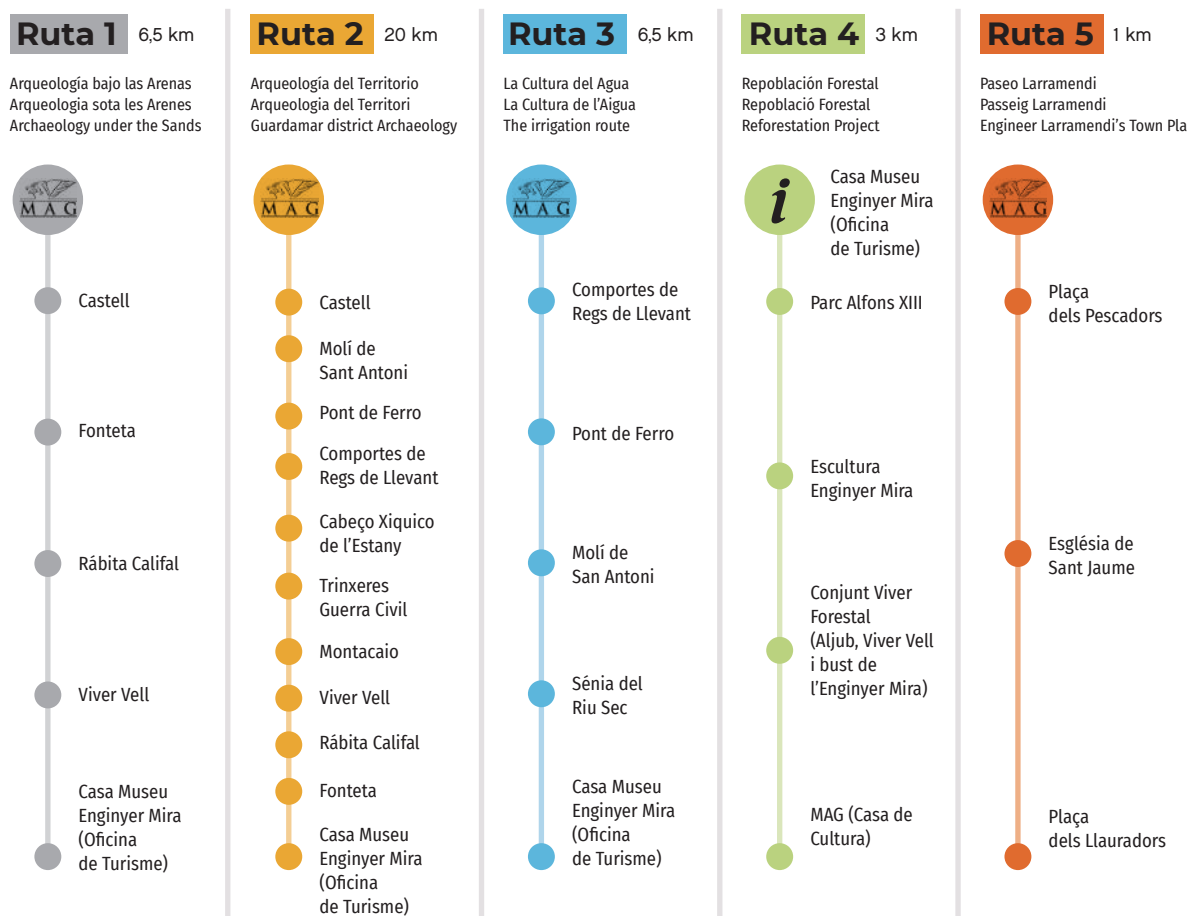 Ruta 1 6,5 km
Arqueología bajo las Arenas
Arqueologia sota les Arenes
Archaeology under the Sands
MAG
Castell
Fonteta
Rábita Califal
Viver Vell
Casa Museu
Enginyer Mira
(Oficina
de Turisme)
Ruta 2 20 km
Arqueología del Territorio
Arqueologia del Territori
Guardamar district Archaeology
MAG
Castell
Molí de
Sant Antoni
Pont de Ferro
Comportes de
Regs de Llevant
Cabeço Xiquico
de l'Estany
Trinxeres
Guerra Civil
Montacaio
Viver Vell
Rábita Califal
Fonteta
Casa Museu
Enginyer Mira
(Oficina
de Turisme)
Ruta 3 6,5 km
La Cultura del Agua
La Cultura de l'Aigua
The irrigation route
MAG
Comportes de
Regs de Llevant
Pont de Ferro
Molí de
San Antoni
Sénia del
Riu Sec
Casa Museu
Enginyer Mira
(Oficina
de Turisme)
Ruta 4 3 km
Repoblación Forestal
Repoblació Forestal
Reforestation Project
i
Casa Museu
Enginyer Mira
(Oficina
de Turisme)
Parc Alfons XIII
Escultura
Enginyer Mira
Conjunt Viver
Forestal
(Aljub, Viver Vell
i bust de
l'Enginyer Mira)
MAG (Casa de
Cultura)
Ruta 5 1 km
Paseo Larramendi
Passeig Larramendi
Engineer Larramendi's Town Pla
MAG
Plaça
dels Pescadors
Església de
Sant Jaume
Plaça
dels Llauradors